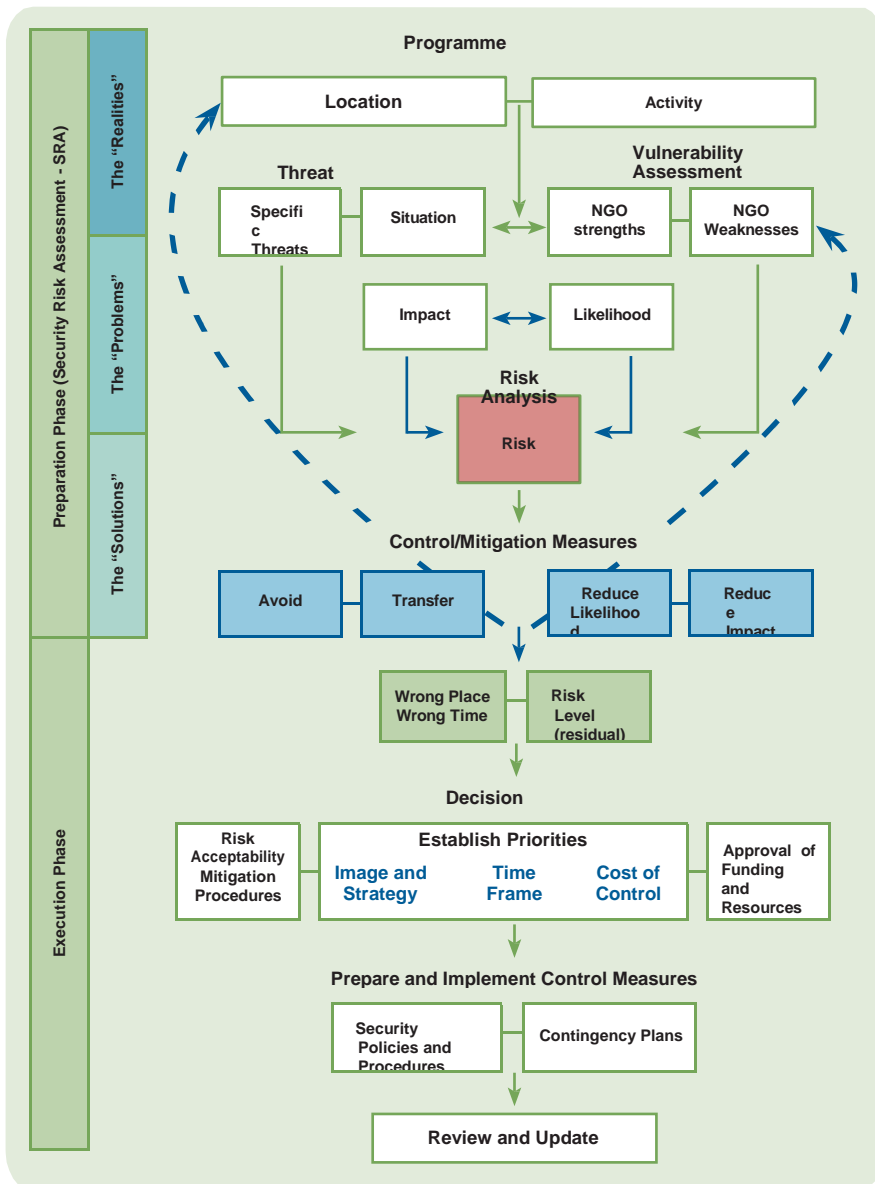 Programme
Location
Activity
Threat
Vulnerability
Assessment
Specifi
c
Threats
Situation
NGO
strengths
NGO
Weaknesses
Impact
Likelihood
Risk
Analysis
Risk
Control/Mitigation Measures
Avoid
Transfer
Reduce
Likelihoo
d
Reduc
e
Impact
Wrong Place
Wrong Time
Risk
Level
(residual)
Decision
Risk
Acceptability
Mitigation
Procedures
Establish Priorities
Image and
Strategy
Time
Frame
Cost of
Control
Approval of
Funding
and
Resources
Prepare and Implement Control Measures
Security
Policies and
Procedures
Contingency Plans
Review and Update
Preparation Phase (Security Risk Assessment - SRA)
The “Realities”
The “Problems”
The “Solutions”
Execution Phase